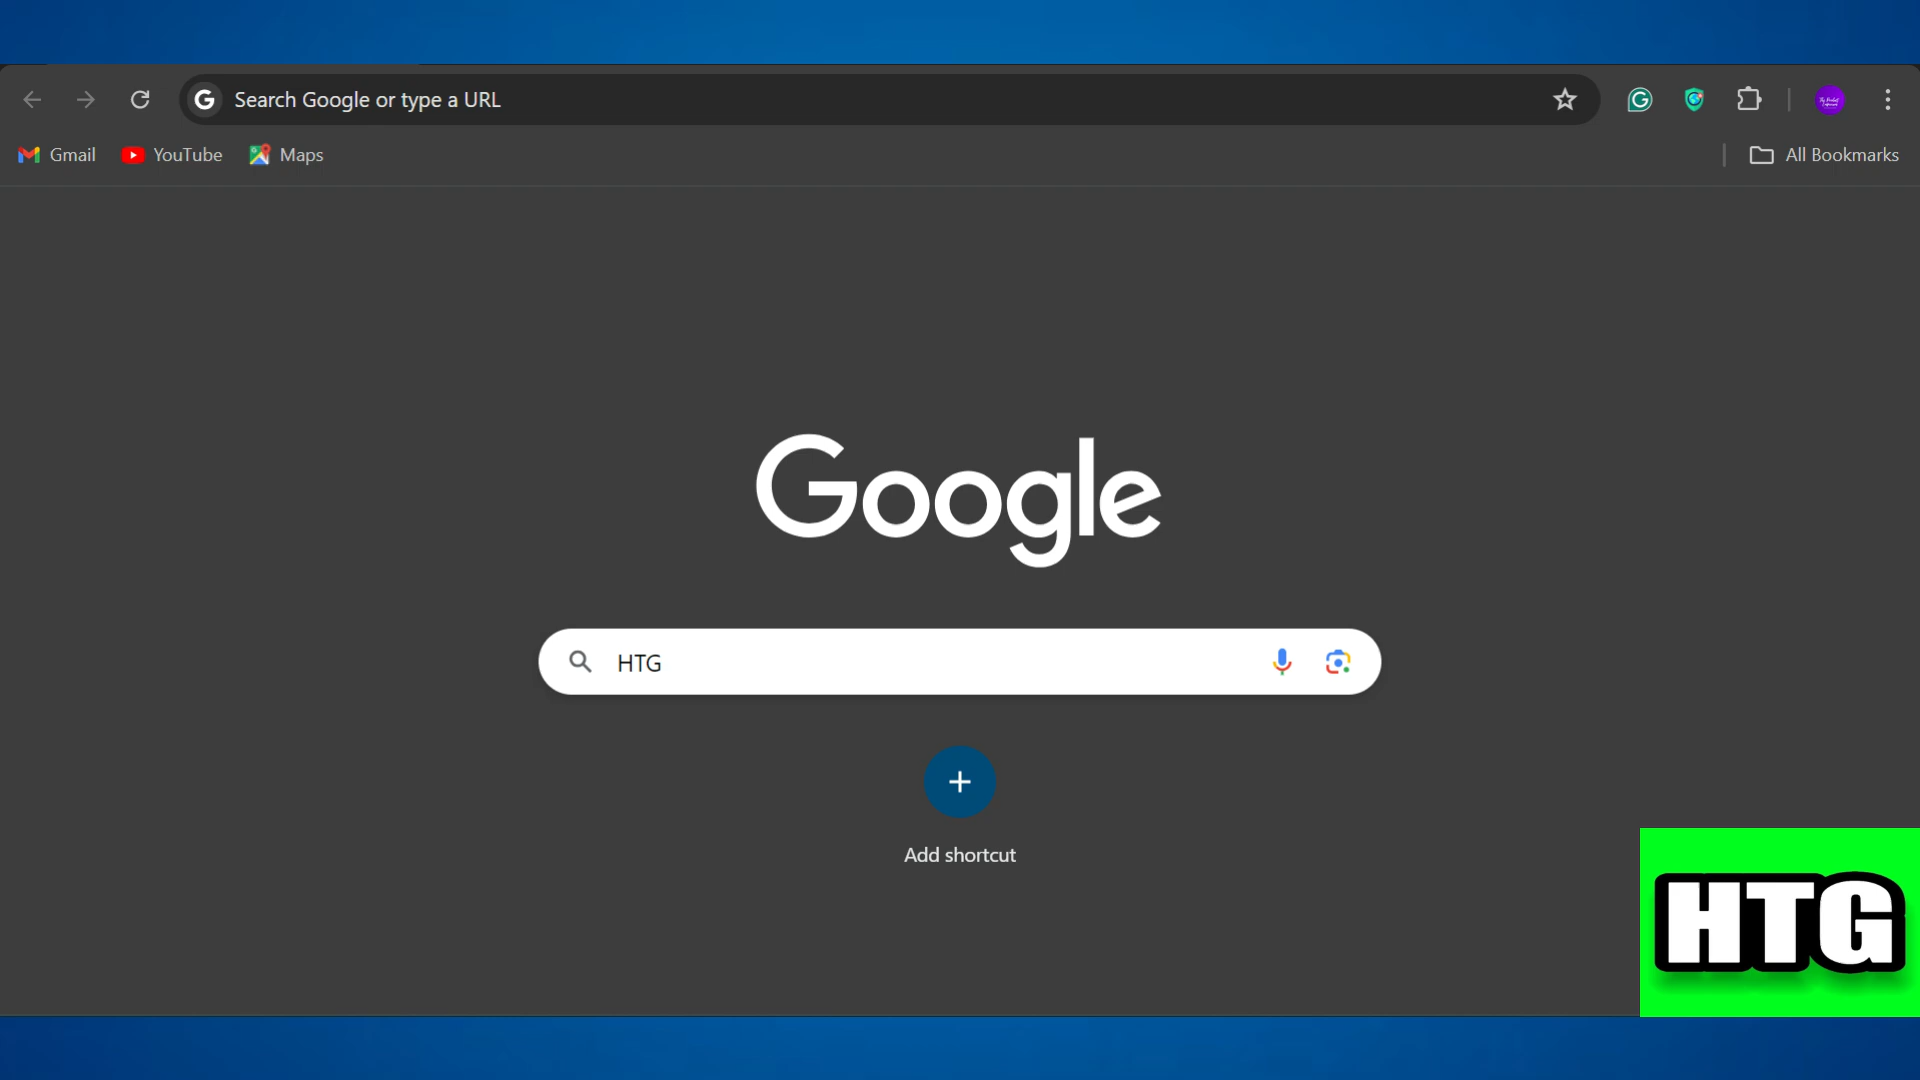 Search Google or type a URL
Gmail YouTube Maps All Bookmarks
Google
HTG
Add shortcut
HTG